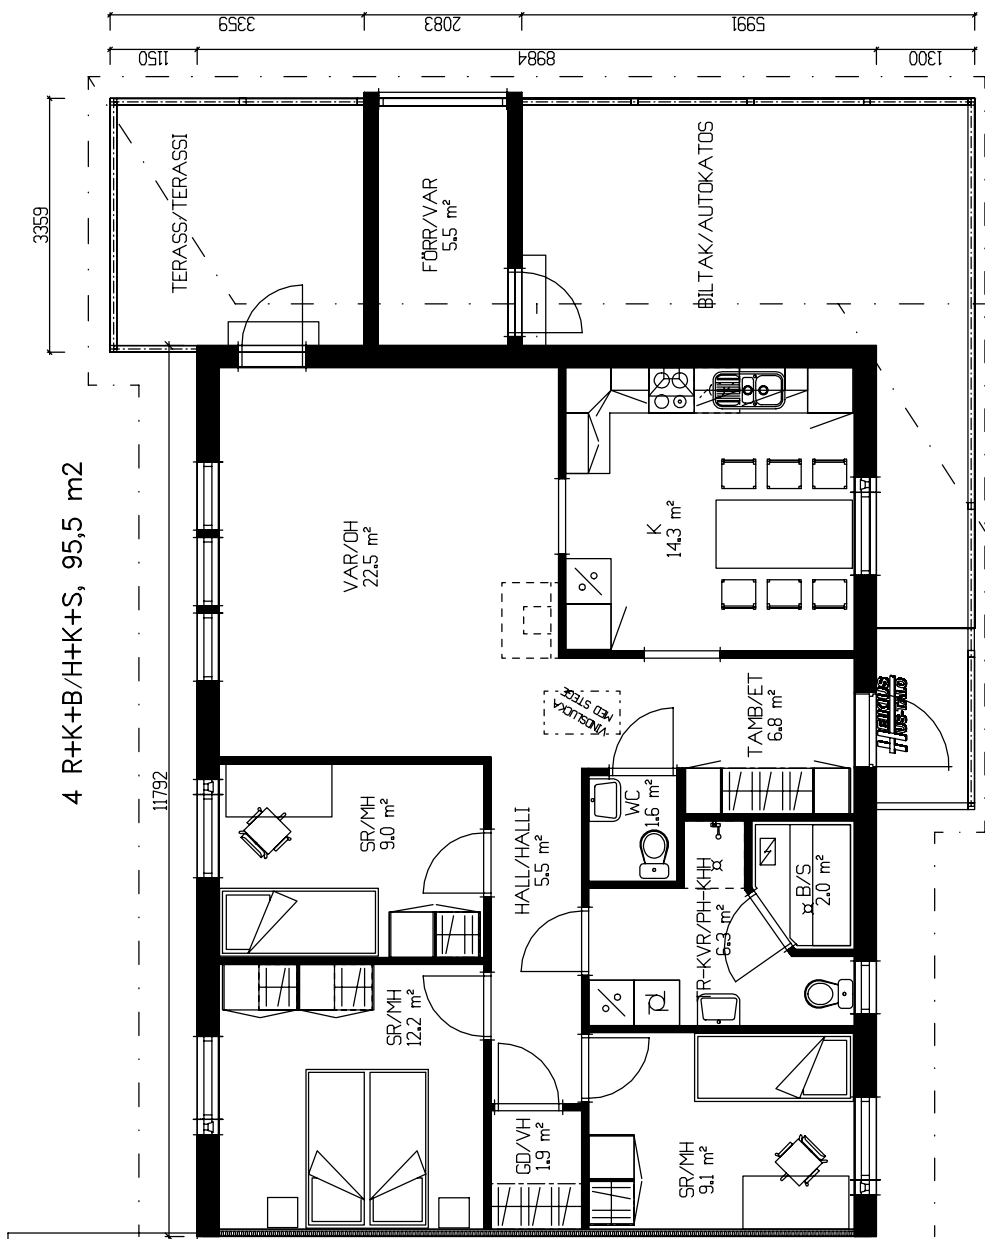 3359
2083
5991
1150
8984
1300
3359
TERASS/TERASSI
FÖRR/VAR
5.5 m²
BILTAK/AUTOKATOS
4 R+K+B/H+K+S, 95,5 m2
11792
VAR/OH
22.5 m²
K
14.3 m²
VINDSLUCKA
MED STEGE
TAMB/ET
6.8 m²
HEIKIUS
HUS-TALO
SR/MH
9.0 m²
HALL/HALLI
5.5 m²
WC
1.6 m²
B/S
2.0 m²
TR-KVR/PH-KHH
6.3 m²
SR/MH
12.2 m²
GD/VH
1.9 m²
SR/MH
9.1 m²